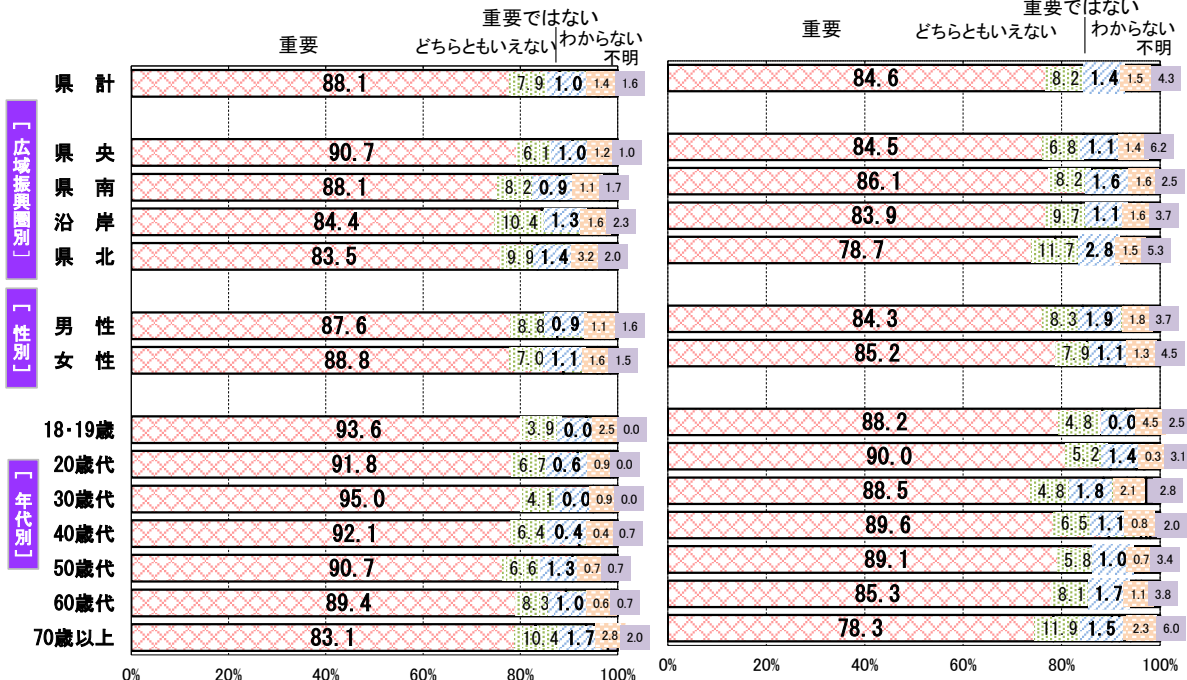 重要ではない 重要ではない
重要 どちらともいえない わからない 重要 どちらともいえない わからない
不明 不明
県 計 88.1 7.9 1.0 1.4 1.6 84.6 8.2 1.4 1.5 4.3
[広域振興圏別]
県 央 90.7 6.1 1.0 1.2 1.0 84.5 6.8 1.1 1.4 6.2
県 南 88.1 8.2 0.9 1.1 1.7 86.1 8.2 1.6 1.6 2.5
沿 岸 84.4 10.4 1.3 1.6 2.3 83.9 9.7 1.1 1.6 3.7
県 北 83.5 9.9 1.4 3.2 2.0 78.7 11.7 2.8 1.5 5.3
[性別]
男 性 87.6 8.8 0.9 1.1 1.6 84.3 8.3 1.9 1.8 3.7
女 性 88.8 7.0 1.1 1.6 1.5 85.2 7.9 1.1 1.3 4.5
[年代別]
18・19歳 93.6 3.9 0.0 2.5 0.0 88.2 4.8 0.0 4.5 2.5
20歳代 91.8 6.7 0.6 0.9 0.0 90.0 5.2 1.4 0.3 3.1
30歳代 95.0 4.1 0.0 0.9 0.0 88.5 4.8 1.8 2.1 2.8
40歳代 92.1 6.4 0.4 0.4 0.7 89.6 6.5 1.1 0.8 2.0
50歳代 90.7 6.6 1.3 0.7 0.7 89.1 5.8 1.0 0.7 3.4
60歳代 89.4 8.3 1.0 0.6 0.7 85.3 8.1 1.7 1.1 3.8
70歳以上 83.1 10.4 1.7 2.8 2.0 78.3 11.9 1.5 2.3 6.0
0% 20% 40% 60% 80% 100% 0% 20% 40% 60% 80% 100%